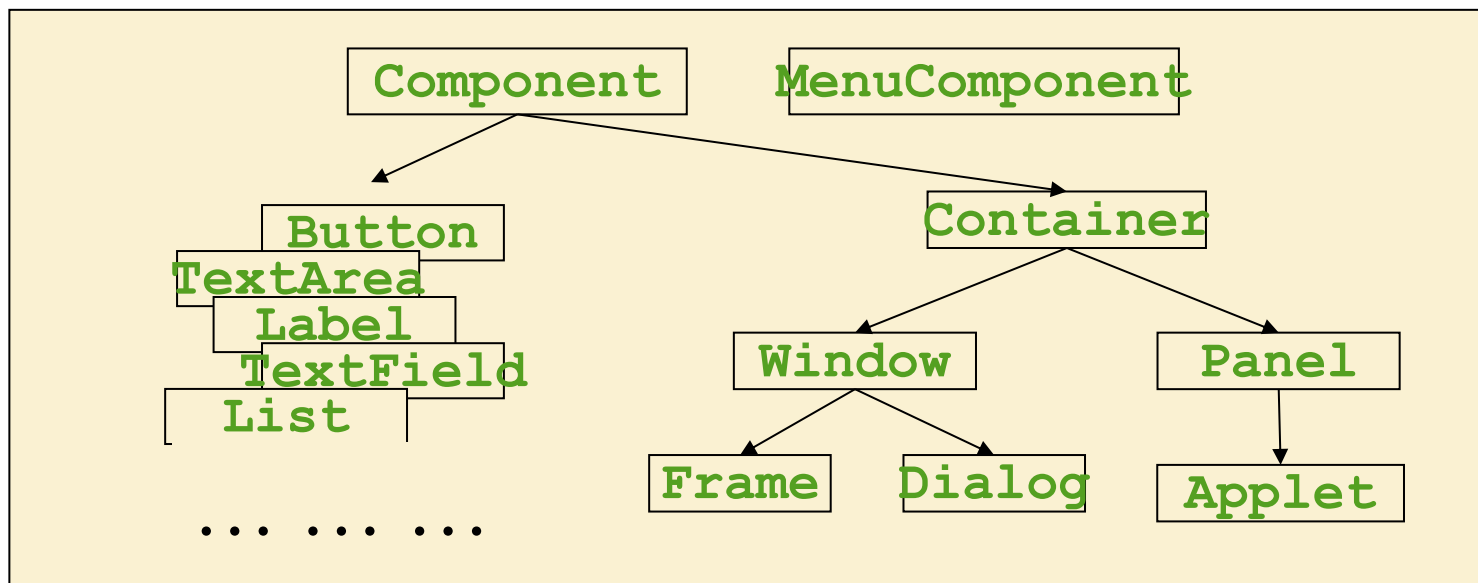 Component MenuComponent
Button Container
TextArea
Label
TextField Window Panel
List
Frame Dialog Applet
... ... ...